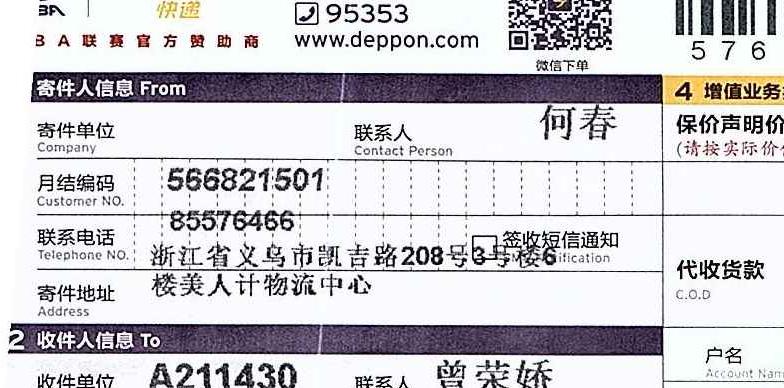 快递
95353
BA联赛官方赞助商
www.deppon.com
微信下单
576
寄件人信息 From
4 增值业务
寄件单位
Company
联系人
Contact Person
何春
保价声明价
(请按实际价
月结编码
Customer NO.
566821501
85576466
联系电话
Telephone NO.
签收短信通知
浙江省义乌市凯吉路208号3号楼6
楼美人计物流中心
寄件地址
Address
代收货款
C.O.D
2 收件人信息 To
户名
Account Nam
收件单位
A211430
联系人
曾荣娇